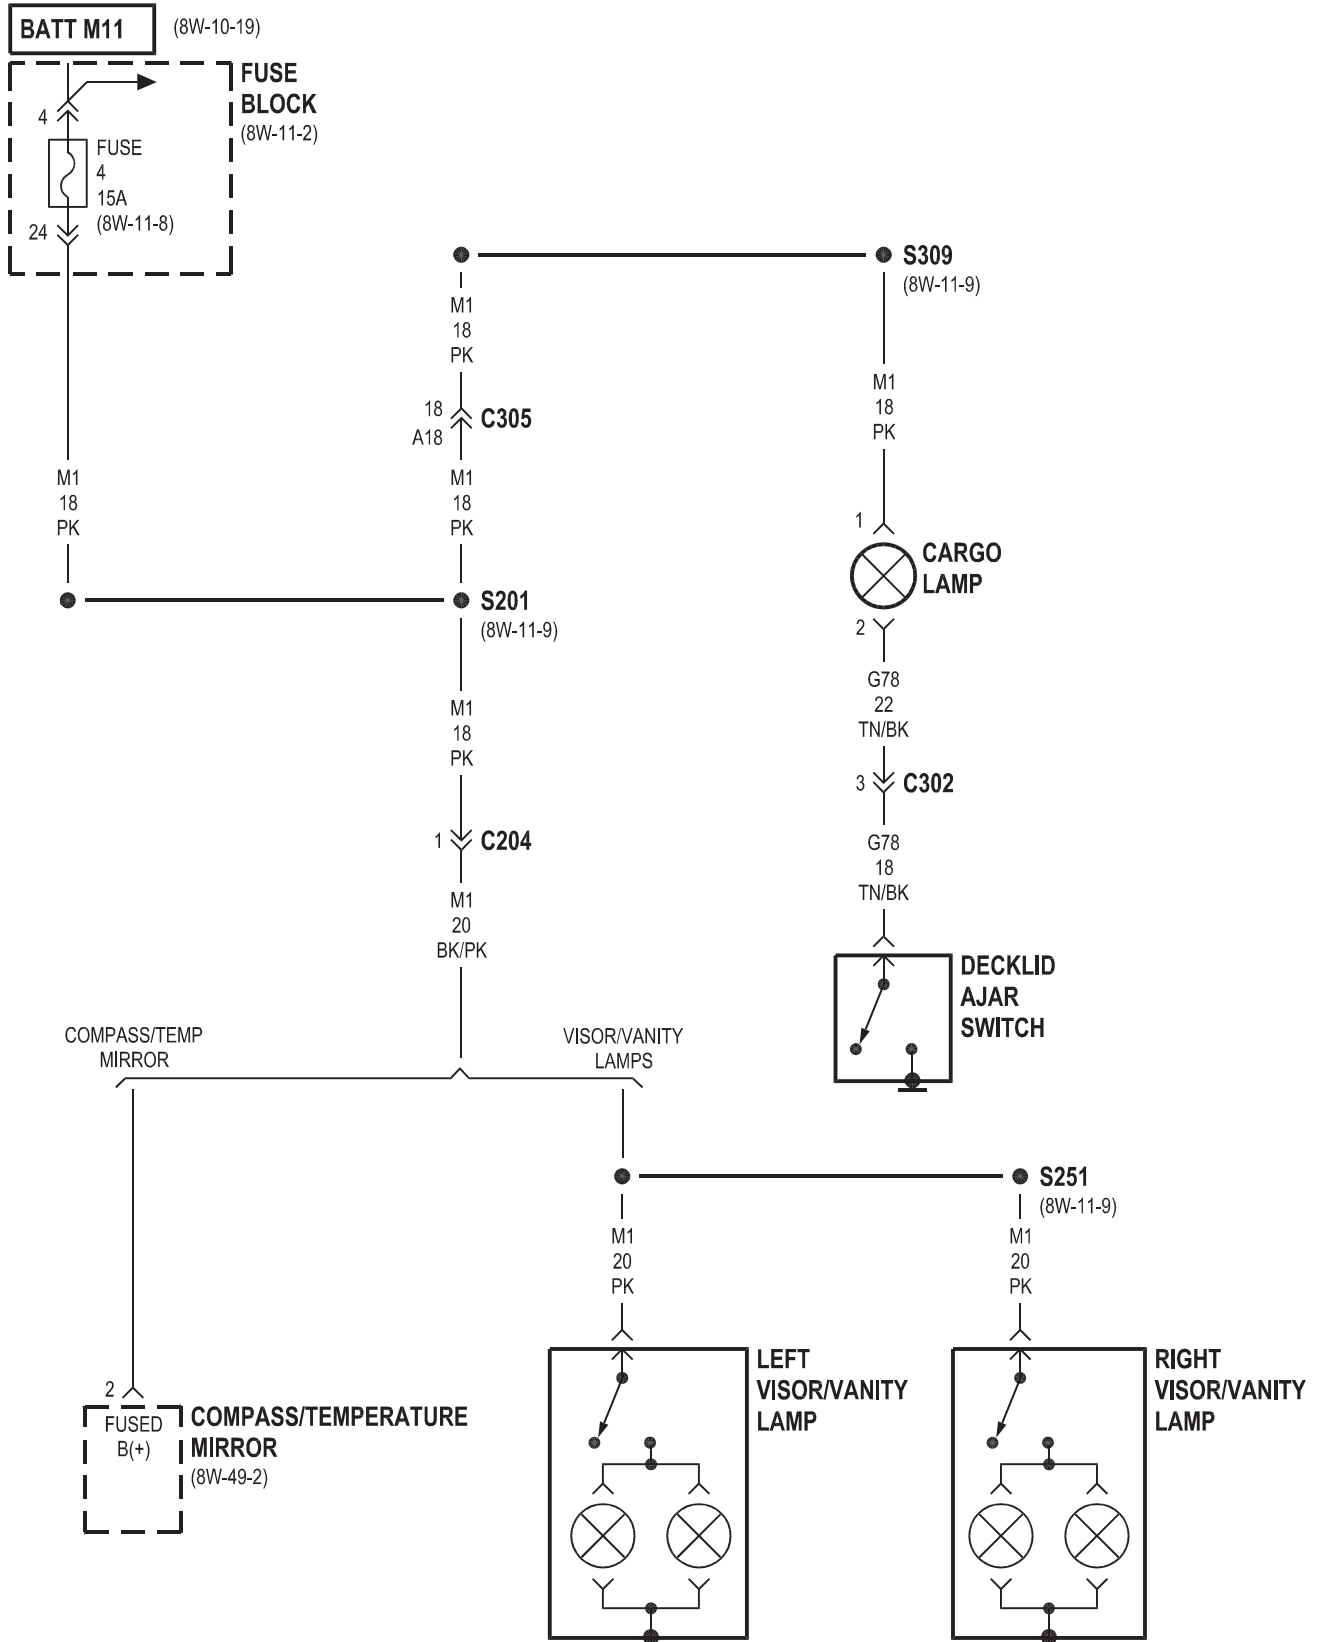 BATT M11
(8W-10-19)
FUSE
BLOCK
(8W-11-2)
4
FUSE
4
15A
(8W-11-8)
24
M1
18
PK
S309
(8W-11-9)
M1
18
PK
18
A18
C305
M1
18
PK
M1
18
PK
S201
(8W-11-9)
1
CARGO
LAMP
2
G78
22
TN/BK
3
C302
G78
18
TN/BK
M1
18
PK
1
C204
M1
20
BK/PK
DECKLID
AJAR
SWITCH
COMPASS/TEMP
MIRROR
VISOR/VANITY
LAMPS
S251
(8W-11-9)
M1
20
PK
M1
20
PK
2
FUSED
B(+)
COMPASS/TEMPERATURE
MIRROR
(8W-49-2)
LEFT
VISOR/VANITY
LAMP
RIGHT
VISOR/VANITY
LAMP